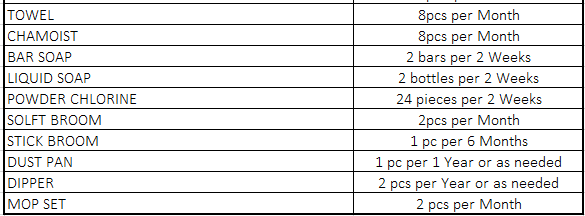 TOWEL 8pcs per Month
CHAMOIST 8pcs per Month
BAR SOAP 2 bars per 2 Weeks
LIQUID SOAP 2 bottles per 2 Weeks
POWDER CHLORINE 24 pieces per 2 Weeks
SOLFT BROOM 2pcs per Month
STICK BROOM 1 pc per 6 Months
DUST PAN 1 pc per 1 Year or as needed
DIPPER 2 pcs per Year or as needed
MOP SET 2 pcs per Month